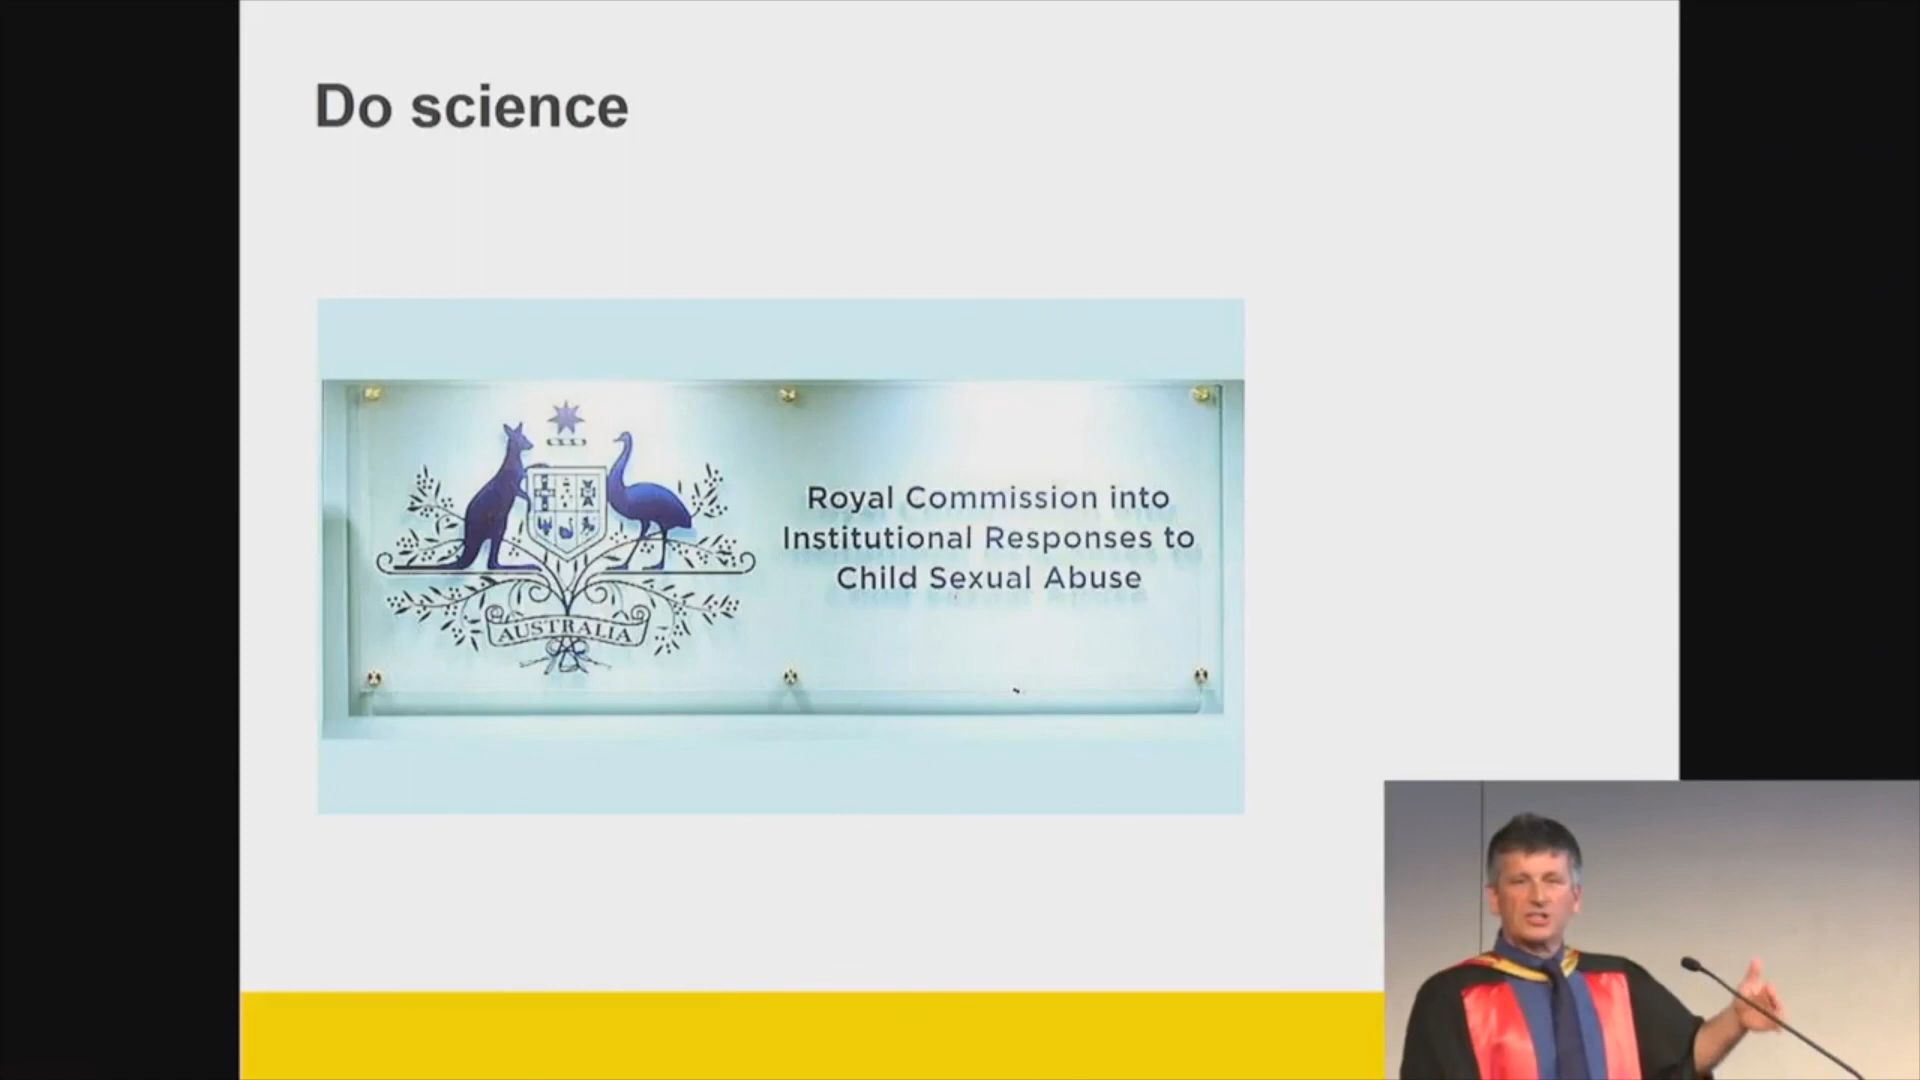 Do science
Royal Commission into
Institutional Responses to
Child Sexual Abuse
AUSTRALIA